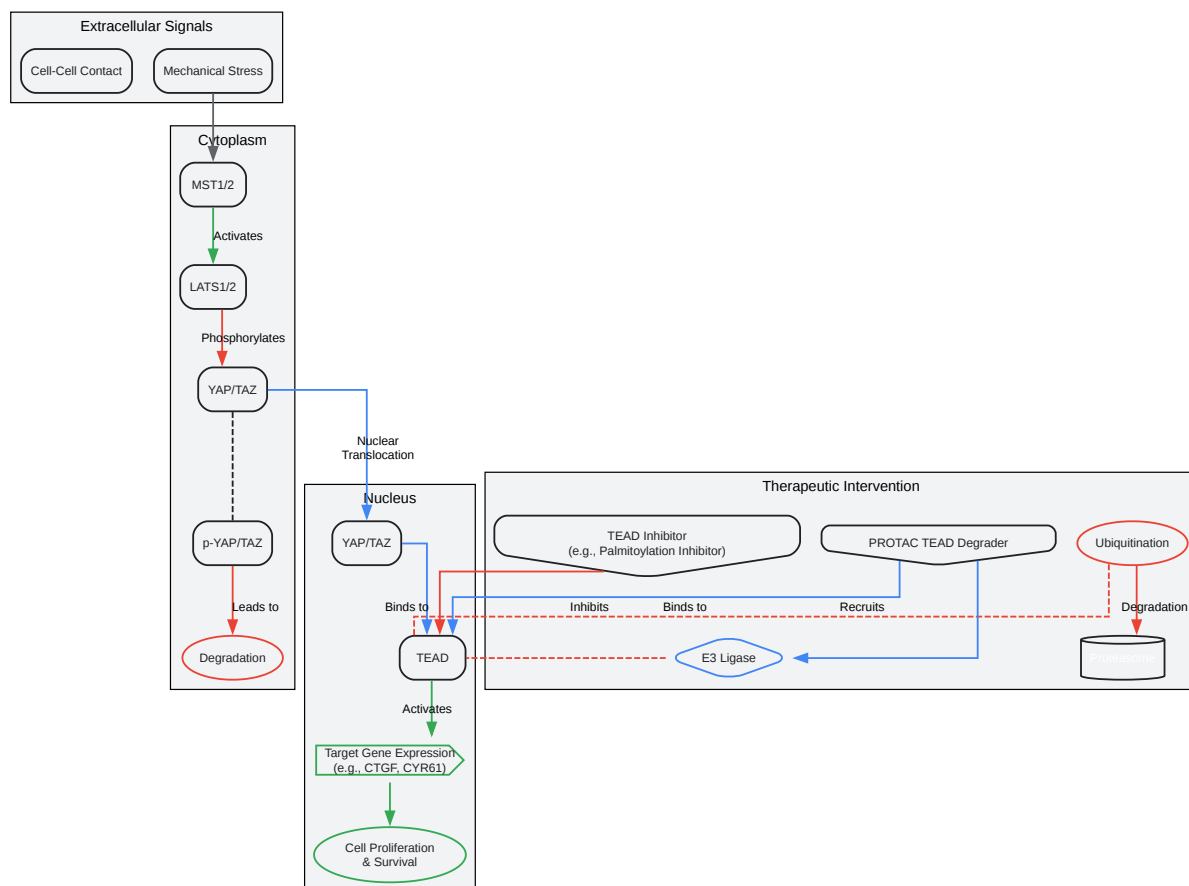 Extracellular Signals
Cell-Cell Contact
Mechanical Stress
Cytoplasm
MST1/2
Activates
LATS1/2
Phosphorylates
YAP/TAZ
Nuclear
Translocation
p-YAP/TAZ
Leads to
Degradation
Nucleus
YAP/TAZ
Binds to
TEAD
Activates
Target Gene Expression
(e.g., CTGF, CYR61)
Cell Proliferation
& Survival
Therapeutic Intervention
TEAD Inhibitor
(e.g., Palmitoylation Inhibitor)
PROTAC TEAD Degrader
Ubiquitination
Inhibits
Binds to
Recruits
Degradation
E3 Ligase
Proteasome